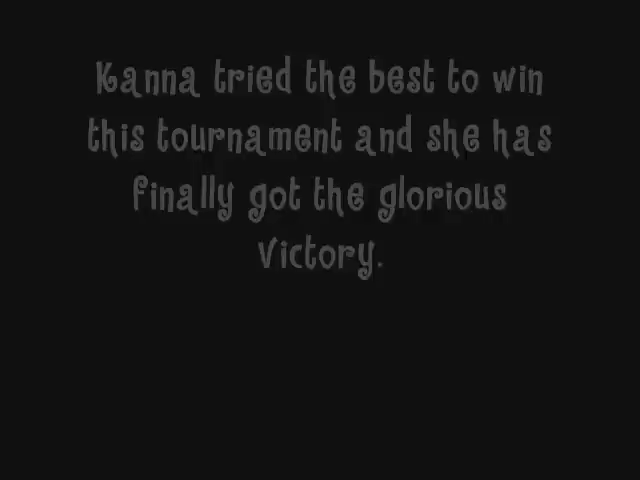 Kanna tried the best to win
this tournament and she has
finally got the glorious
victory.